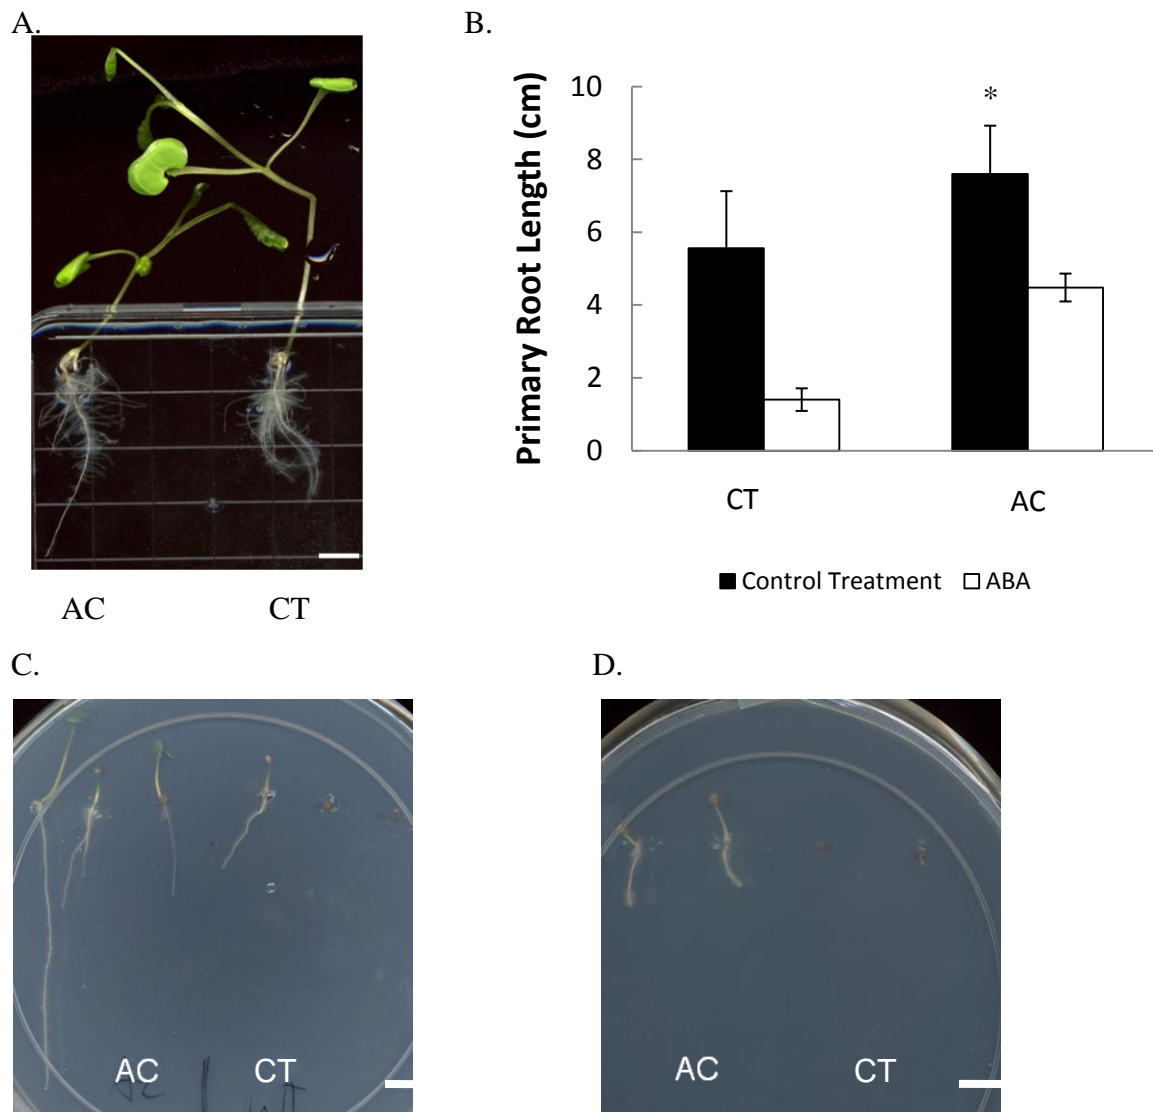 A.
B.
Primary Root Length (cm)
10
8
6
4
2
0
*
CT
AC
Control Treatment
ABA
AC
CT
C.
D.
AC
CT
AC
CT